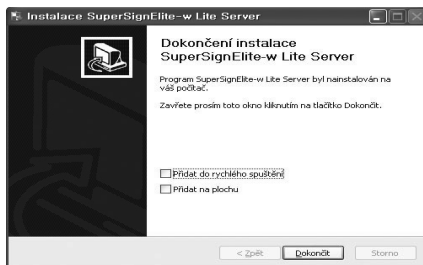 Instalace SuperSignElite-w Lite Server
Dokončení instalace
SuperSignElite-w Lite Server
Program SuperSignElite-w Lite Server byl nainstalován na
váš počítač.
Zavřete prosím toto okno kliknutím na tlačítko Dokončit.
Přidat do rychlého spuštění
Přidat na plochu
< Zpět Dokončit Storno